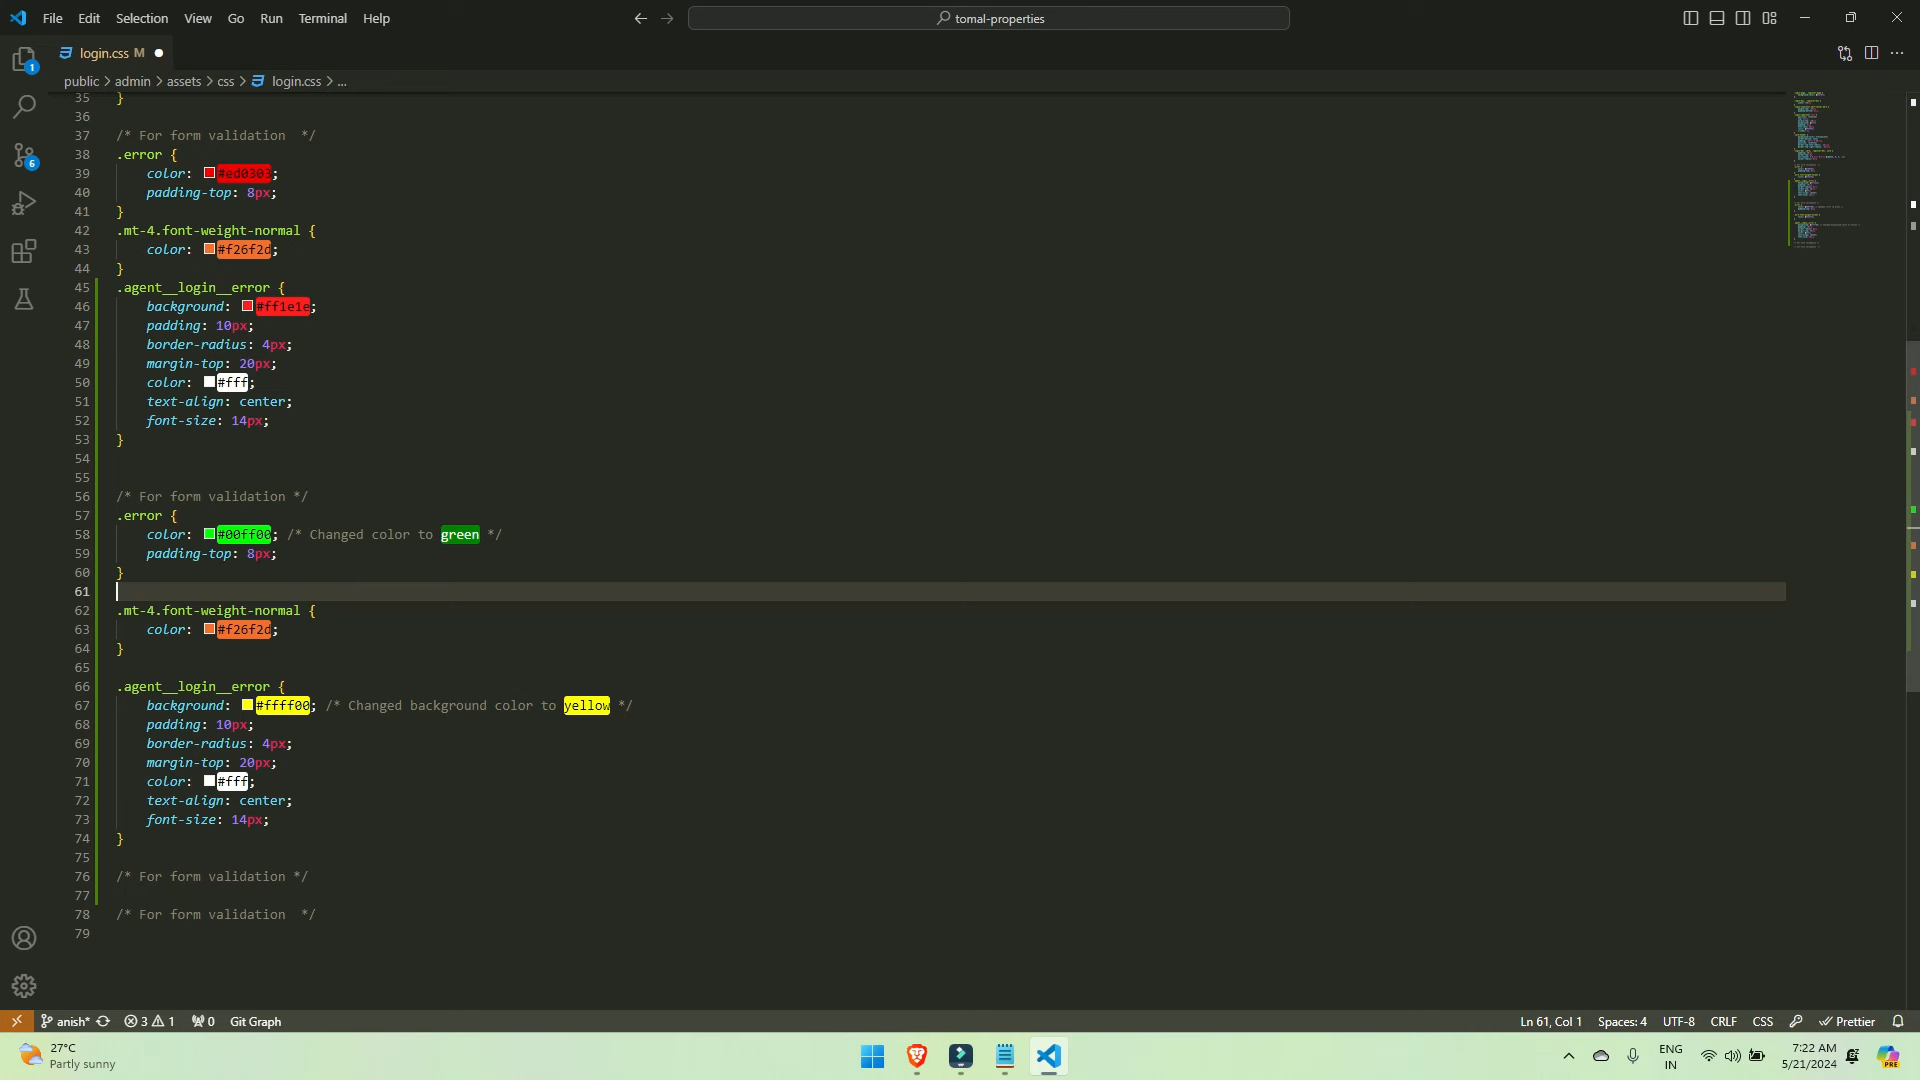 File Edit Selection View Go Run Terminal Help
tomal-properties
login.css M
public > admin > assets > css > login.css > ...
35 }
36
37 /* For form validation  */
38 .error {
39 color: #ed0303;
40 padding-top: 8px;
41 }
42 .mt-4.font-weight-normal {
43 color: #f26f2d;
44 }
45 .agent__login__error {
46 background: #ff1e1e;
47 padding: 10px;
48 border-radius: 4px;
49 margin-top: 20px;
50 color: #fff;
51 text-align: center;
52 font-size: 14px;
53 }
54
55
56 /* For form validation */
57 .error {
58 color: #00ff00; /* Changed color to green */
59 padding-top: 8px;
60 }
61
62 .mt-4.font-weight-normal {
63 color: #f26f2d;
64 }
65
66 .agent__login__error {
67 background: #ffff00; /* Changed background color to yellow */
68 padding: 10px;
69 border-radius: 4px;
70 margin-top: 20px;
71 color: #fff;
72 text-align: center;
73 font-size: 14px;
74 }
75
76 /* For form validation */
77
78 /* For form validation  */
79
1
6
anish* 3 1 0 Git Graph
Ln 61, Col 1 Spaces: 4 UTF-8 CRLF CSS Prettier
27°C
Partly sunny
ENG
IN
7:22 AM
5/21/2024
PRE